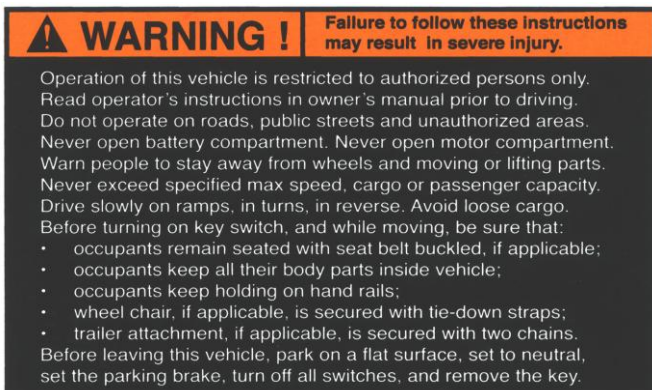 WARNING !
Failure to follow these instructions
may result in severe injury.
Operation of this vehicle is restricted to authorized persons only.
Read operator's instructions in owner's manual prior to driving.
Do not operate on roads, public streets and unauthorized areas.
Never open battery compartment. Never open motor compartment.
Warn people to stay away from wheels and moving or lifting parts.
Never exceed specified max speed, cargo or passenger capacity.
Drive slowly on ramps, in turns, in reverse. Avoid loose cargo.
Before turning on key switch, and while moving, be sure that:
· occupants remain seated with seat belt buckled, if applicable;
· occupants keep all their body parts inside vehicle;
· occupants keep holding on hand rails;
· wheel chair, if applicable, is secured with tie-down straps;
· trailer attachment, if applicable, is secured with two chains.
Before leaving this vehicle, park on a flat surface, set to neutral,
set the parking brake, turn off all switches, and remove the key.